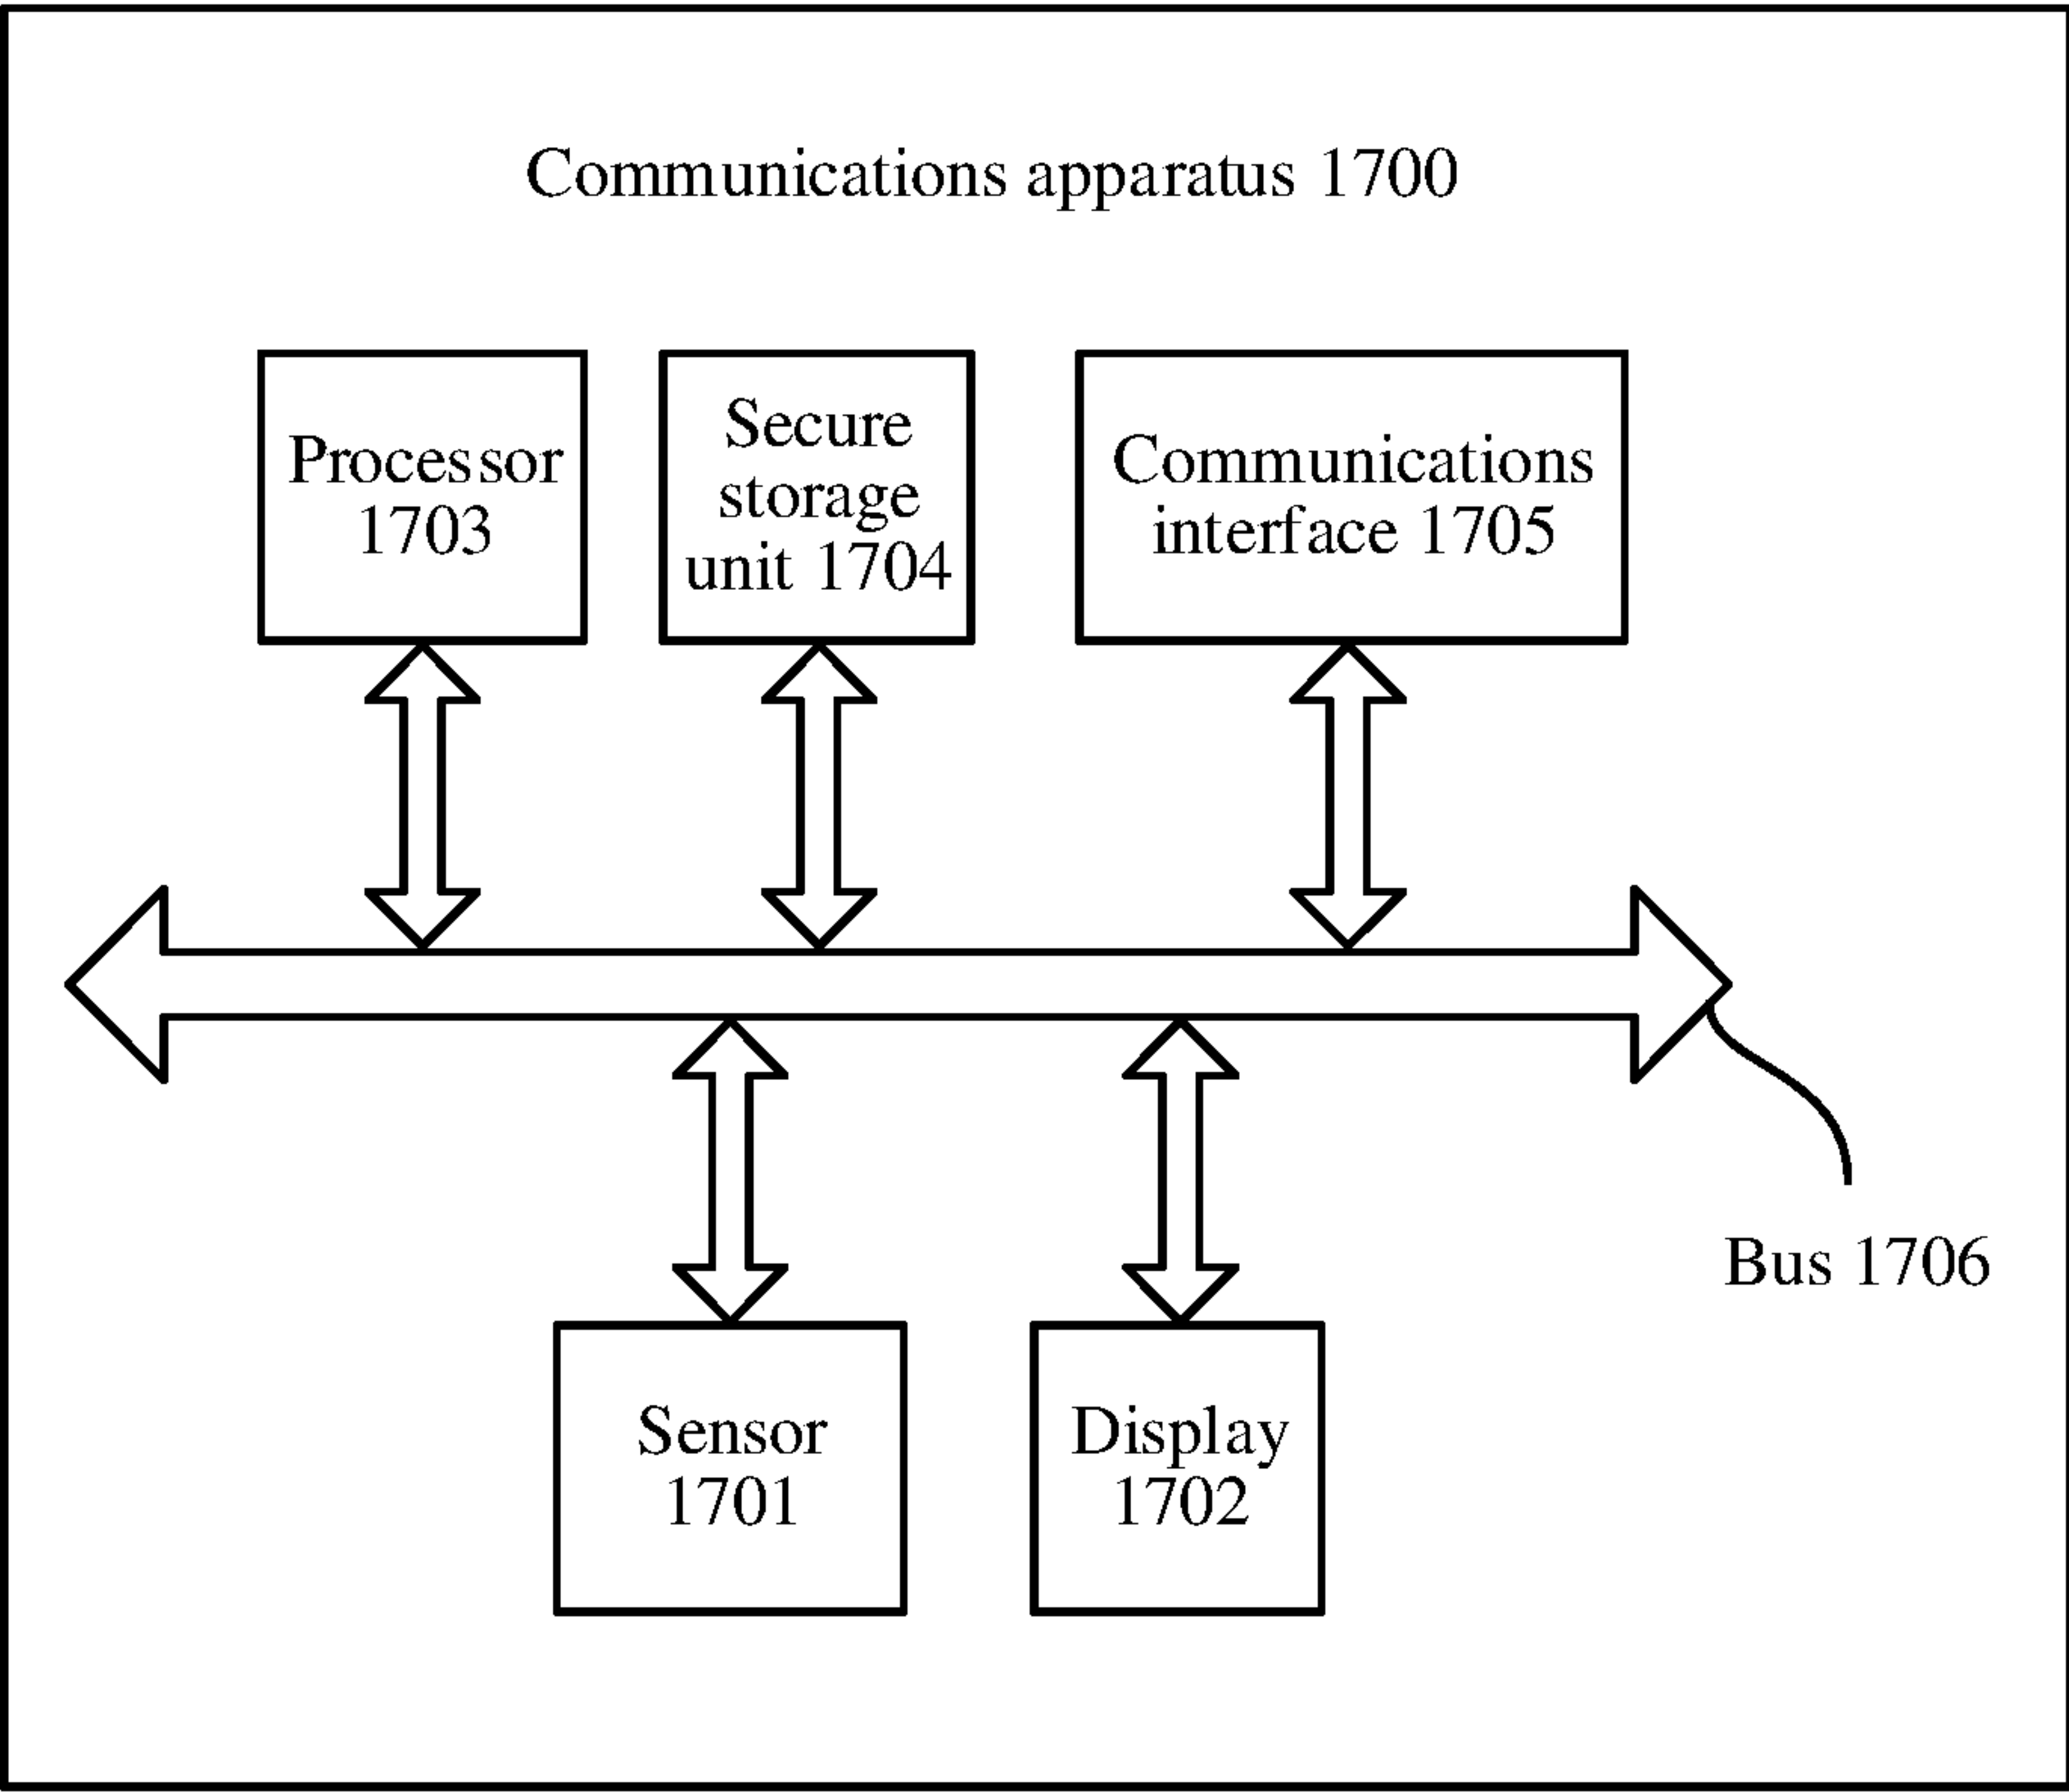 Communications apparatus 1700
Processor
1703
Secure
storage
unit 1704
Communications
interface 1705
Bus 1706
Sensor
1701
Display
1702